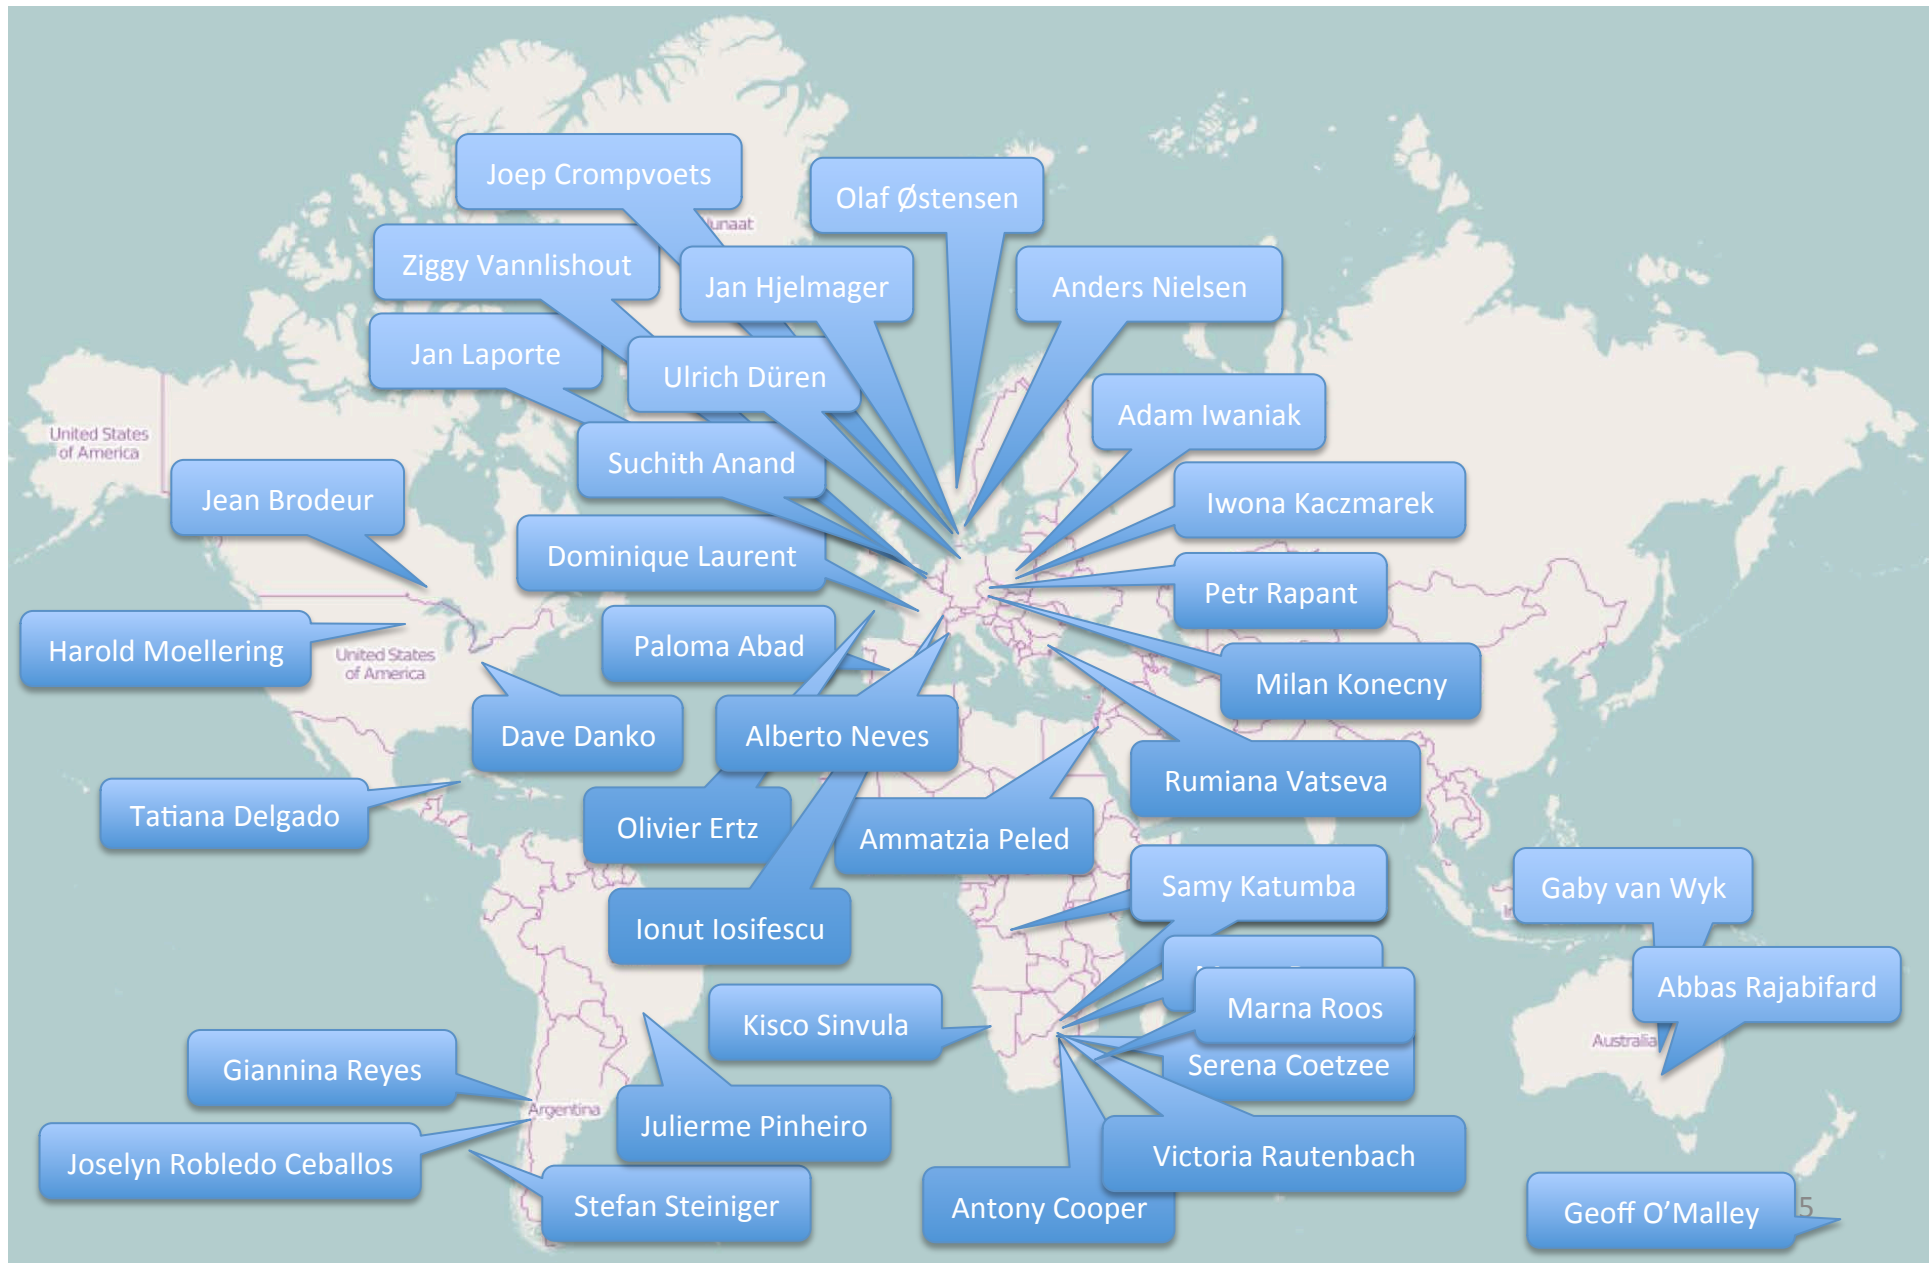 Joep Crompvoets
Olaf Østensen
unaat
Ziggy Vannlishout
Jan Hjelmager
Anders Nielsen
Jan Laporte
Ulrich Düren
Adam Iwaniak
United States
of America
Suchith Anand
Jean Brodeur
Iwona Kaczmarek
Dominique Laurent
Petr Rapant
Harold Moellering
United States
of America
Paloma Abad
Milan Konecny
Dave Danko
Alberto Neves
Rumiana Vatseva
Tatiana Delgado
Olivier Ertz
Ammatzia Peled
Samy Katumba
Gaby van Wyk
Ionut Iosifescu
Abbas Rajabifard
Kisco Sinvula
Marna Roos
Australia
Giannina Reyes
Serena Coetzee
Argentina
Julierme Pinheiro
Joselyn Robledo Ceballos
Victoria Rautenbach
Stefan Steiniger
Antony Cooper
Geoff O’Malley
5